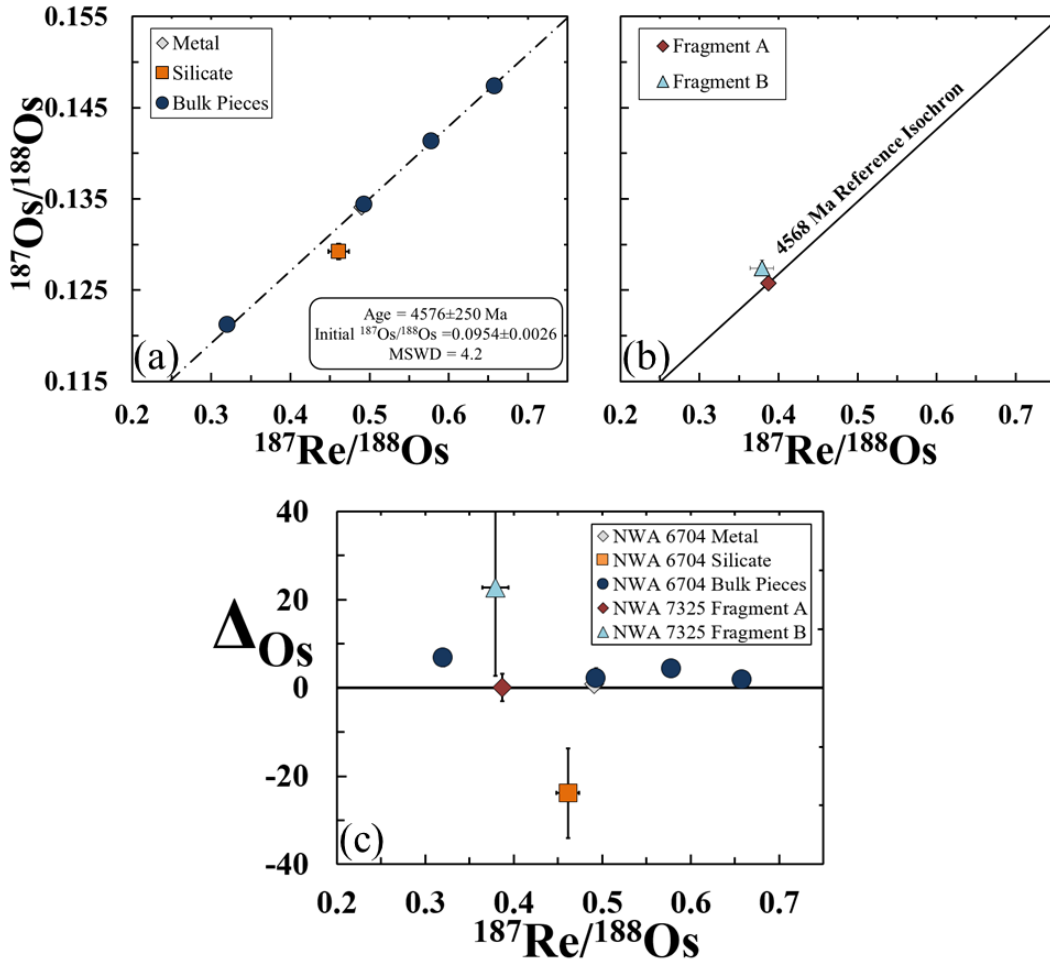 0.155
0.145
0.135
0.125
0.115
¹⁸⁷Os/¹⁸⁸Os
Metal
Silicate
Bulk Pieces
Age = 4576±250 Ma
Initial ¹⁸⁷Os/¹⁸⁸Os =0.0954±0.0026
MSWD = 4.2
(a)
0.2 0.3 0.4 0.5 0.6 0.7
¹⁸⁷Re/¹⁸⁸Os
Fragment A
Fragment B
4568 Ma Reference Isochron
(b)
0.2 0.3 0.4 0.5 0.6 0.7
¹⁸⁷Re/¹⁸⁸Os
40
20
0
-20
-40
ΔOs
NWA 6704 Metal
NWA 6704 Silicate
NWA 6704 Bulk Pieces
NWA 7325 Fragment A
NWA 7325 Fragment B
(c)
0.2 0.3 0.4 0.5 0.6 0.7
¹⁸⁷Re/¹⁸⁸Os